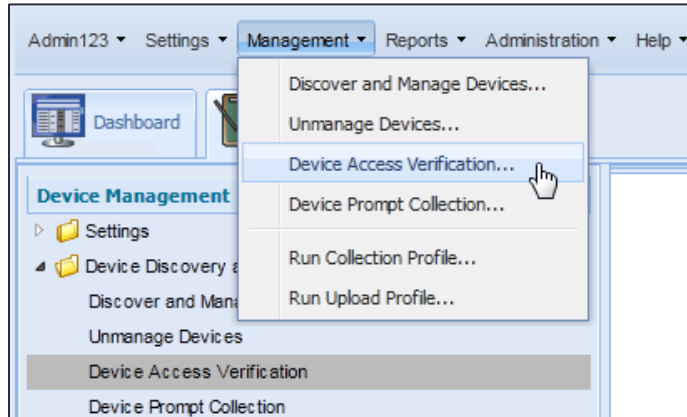 Admin123 Settings Management Reports Administration Help
Dashboard
Discover and Manage Devices...
Unmanage Devices...
Device Access Verification...
Device Prompt Collection...
Run Collection Profile...
Run Upload Profile...
Device Management
Settings
Device Discovery
Discover and
Unmanage Devices
Device Access Verification
Device Prompt Collection